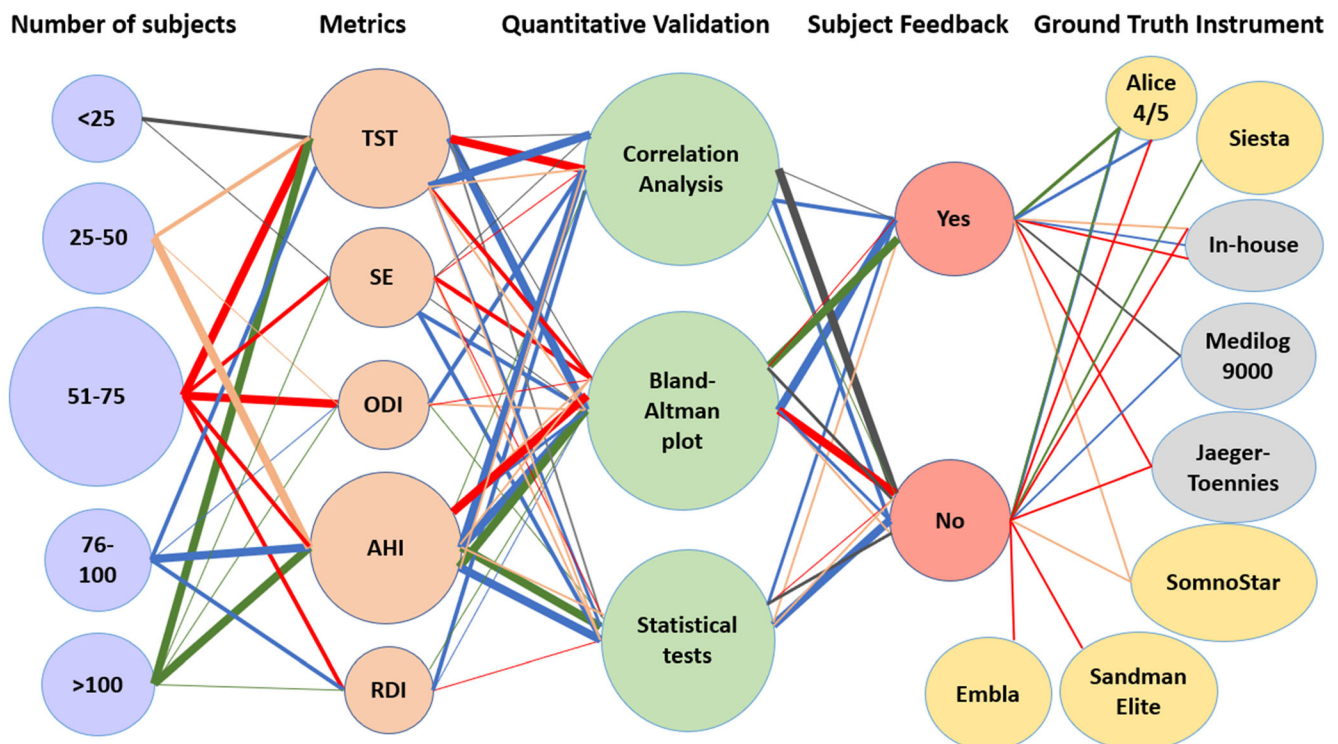 Number of subjects
Metrics
Quantitative Validation
Subject Feedback
Ground Truth Instrument
<25
25-50
51-75
76-
100
>100
TST
SE
ODI
AHI
RDI
Correlation
Analysis
Bland-
Altman
plot
Statistical
tests
Yes
No
Alice
4/5
Siesta
In-house
Medilog
9000
Jaeger-
Toennies
SomnoStar
Sandman
Elite
Embla